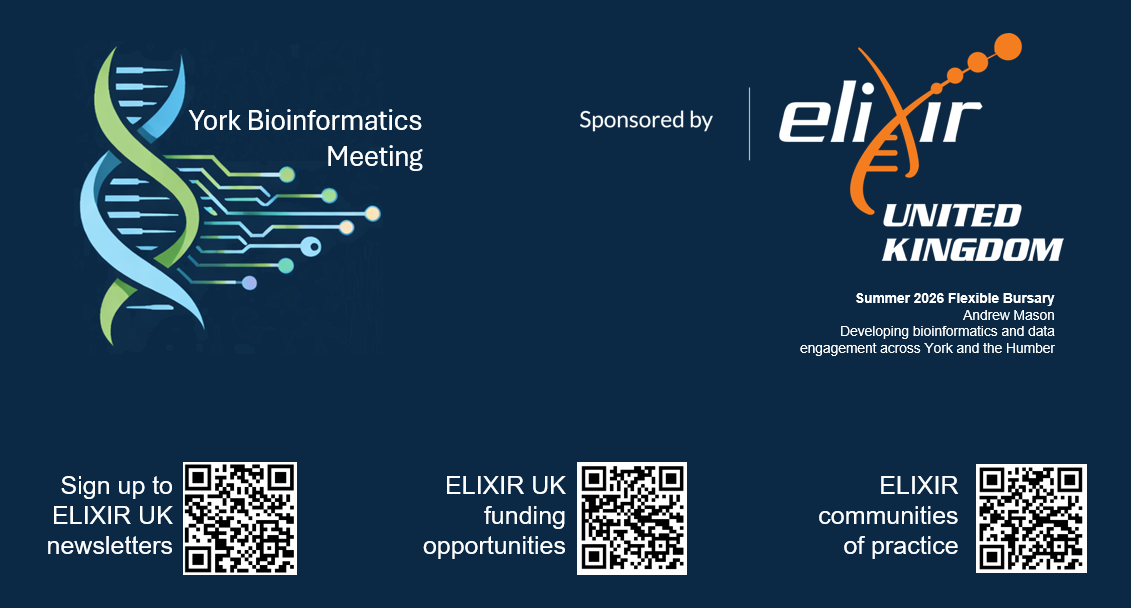 York Bioinformatics
Meeting
Sponsored by
elixir
UNITED
KINGDOM
Summer 2026 Flexible Bursary
Andrew Mason
Developing bioinformatics and data
engagement across York and the Humber
Sign up to
ELIXIR UK
newsletters
ELIXIR UK
funding
opportunities
ELIXIR
communities
of practice